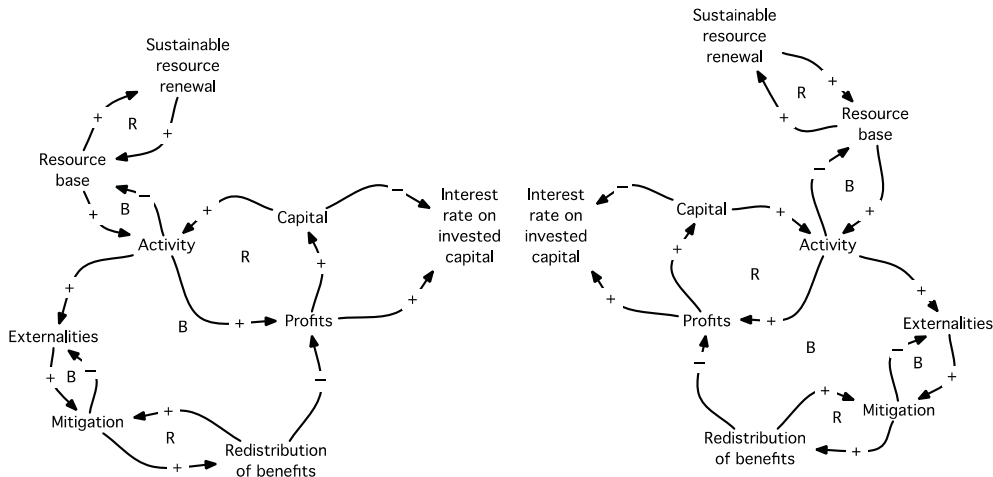 Sustainable
resource
renewal
+
R
+
Resource
base
−
+
B
Activity
+
Capital
−
Interest
rate on
invested
capital
R
+
+
+
B
+
Profits
Externalities
+
B
−
−
Mitigation
+
R
+
Redistribution
of benefits
Sustainable
resource
renewal
+
R
+
Resource
base
−
B
+
Interest
rate on
invested
capital
−
Capital
+
Activity
+
R
+
+
Profits
+
Externalities
B
−
B
+
−
+
R
Mitigation
Redistribution
of benefits
+